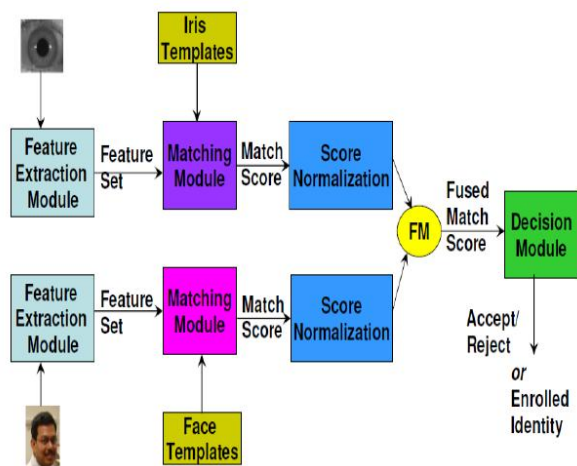 Iris
Templates
Feature
Extraction
Module
Feature
Set
Matching
Module
Match
Score
Score
Normalization
FM
Fused
Match
Score
Decision
Module
Feature
Extraction
Module
Feature
Set
Matching
Module
Match
Score
Score
Normalization
Accept/
Reject
or
Enrolled
Identity
Face
Templates